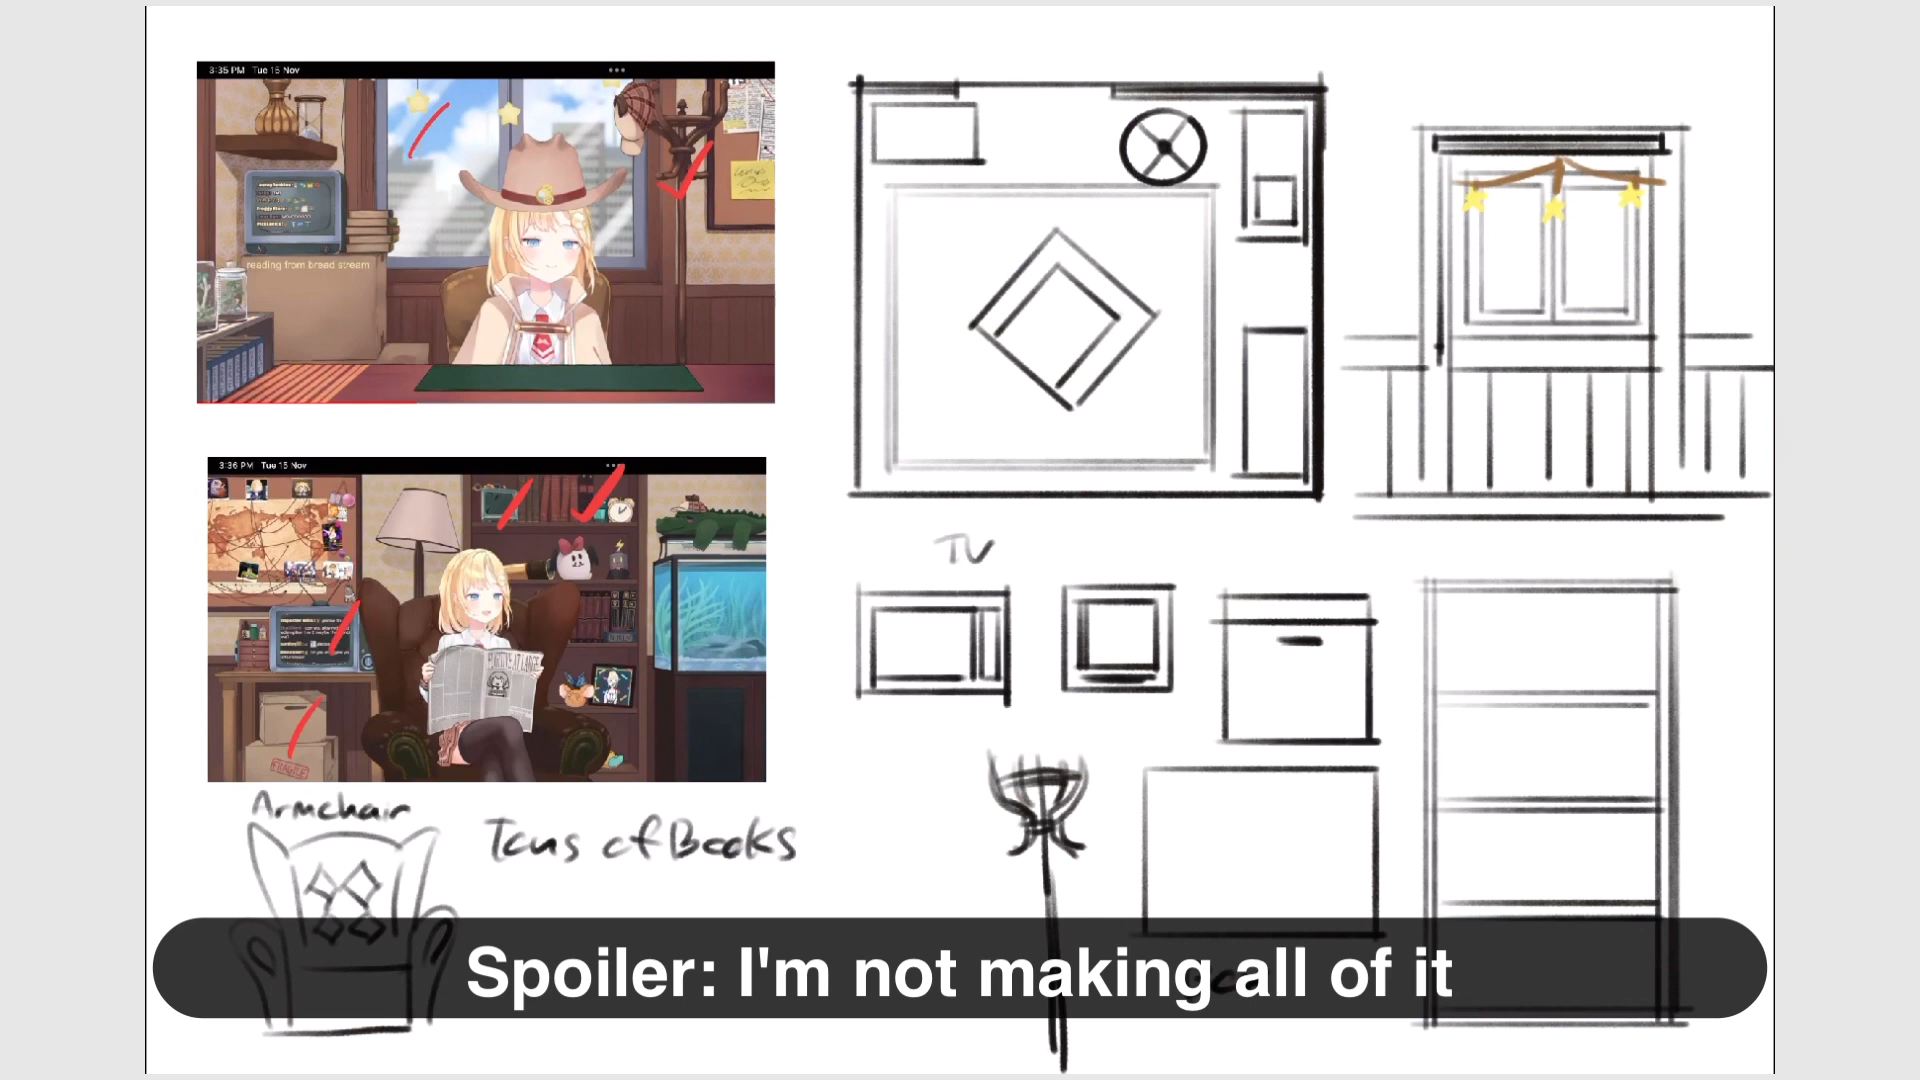 3:35 PM Tue 15 Nov
reading from bread stream
3:36 PM Tue 15 Nov
FRAGILE
TV
Armchair
Tons of Books
Spoiler: I'm not making all of it